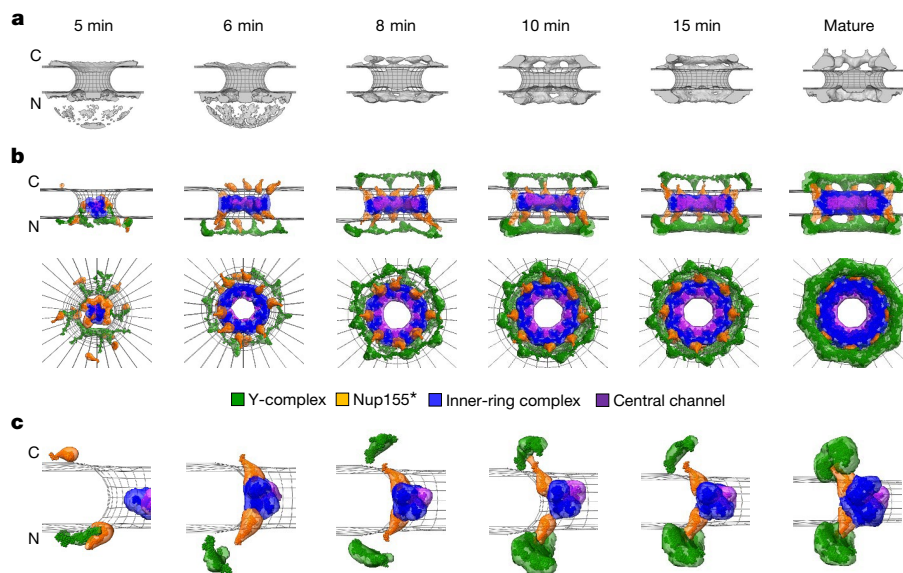 a
5 min 6 min 8 min 10 min 15 min Mature
C
N
b
C
N
Y-complex Nup155* Inner-ring complex Central channel
c
C
N